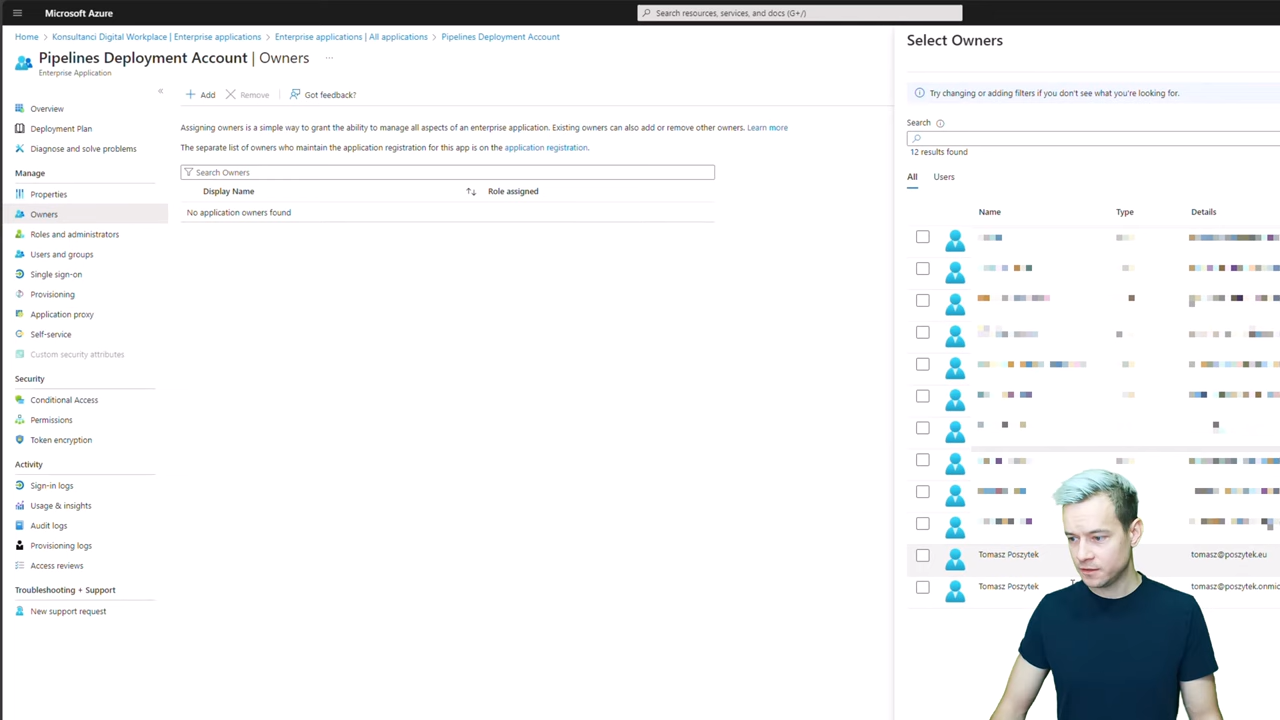 Microsoft Azure
Search resources, services, and docs (G+/)
Home > Konsultanci Digital Workplace | Enterprise applications > Enterprise applications | All applications > Pipelines Deployment Account
Pipelines Deployment Account | Owners ...
Enterprise Application
Overview
Deployment Plan
Diagnose and solve problems
Manage
Properties
Owners
Roles and administrators
Users and groups
Single sign-on
Provisioning
Application proxy
Self-service
Custom security attributes
Security
Conditional Access
Permissions
Token encryption
Activity
Sign-in logs
Usage & insights
Audit logs
Provisioning logs
Access reviews
Troubleshooting + Support
New support request
Add Remove Got feedback?
Assigning owners is a simple way to grant the ability to manage all aspects of an enterprise application. Existing owners can also add or remove other owners. Learn more
The separate list of owners who maintain the application registration for this app is on the application registration.
Search Owners
Display Name Role assigned
No application owners found
Select Owners
Try changing or adding filters if you don't see what you're looking for.
Search
12 results found
All Users
Name Type Details
Tomasz Poszytek tomasz@poszytek.eu
Tomasz Poszytek tomasz@poszytek.onmic